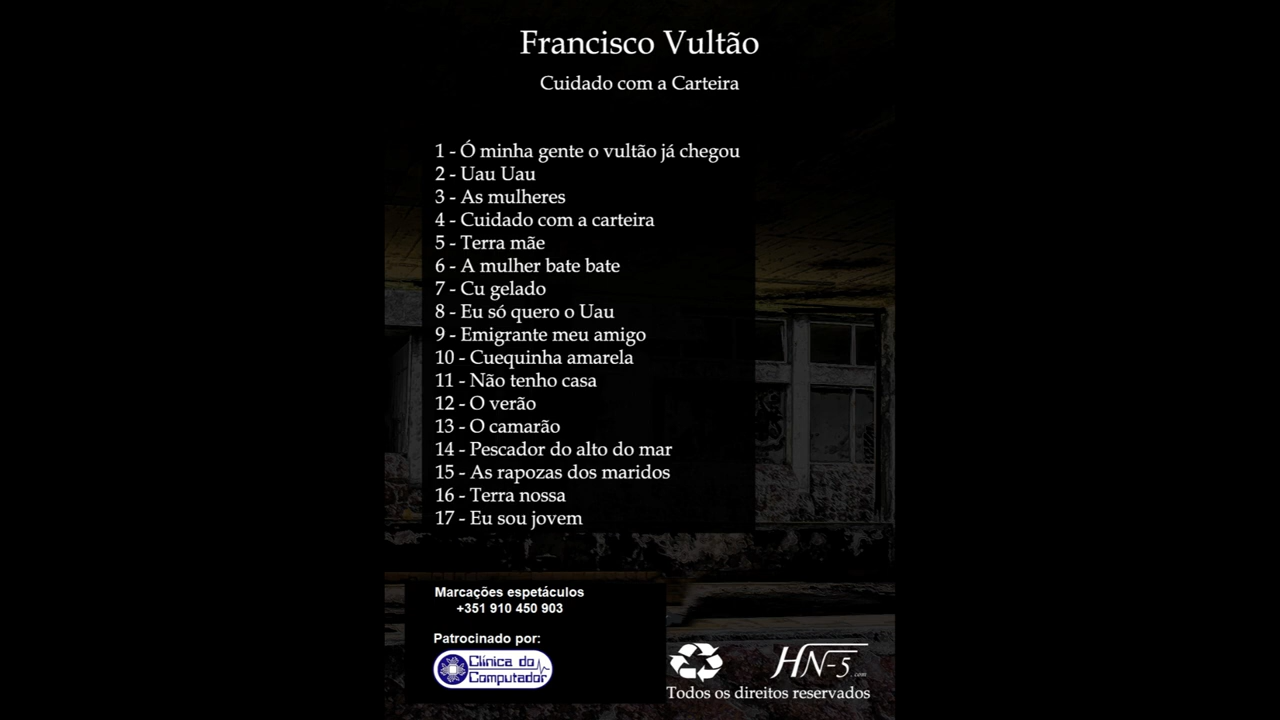 Francisco Vultão
Cuidado com a Carteira
1 - Ó minha gente o vultão já chegou
2 - Uau Uau
3 - As mulheres
4 - Cuidado com a carteira
5 - Terra mãe
6 - A mulher bate bate
7 - Cu gelado
8 - Eu só quero o Uau
9 - Emigrante meu amigo
10 - Cuequinha amarela
11 - Não tenho casa
12 - O verão
13 - O camarão
14 - Pescador do alto do mar
15 - As rapozas dos maridos
16 - Terra nossa
17 - Eu sou jovem
Marcações espetáculos
+351 910 450 903
Patrocinado por:
Clínica do
Computador
HN-5.com
Todos os direitos reservados